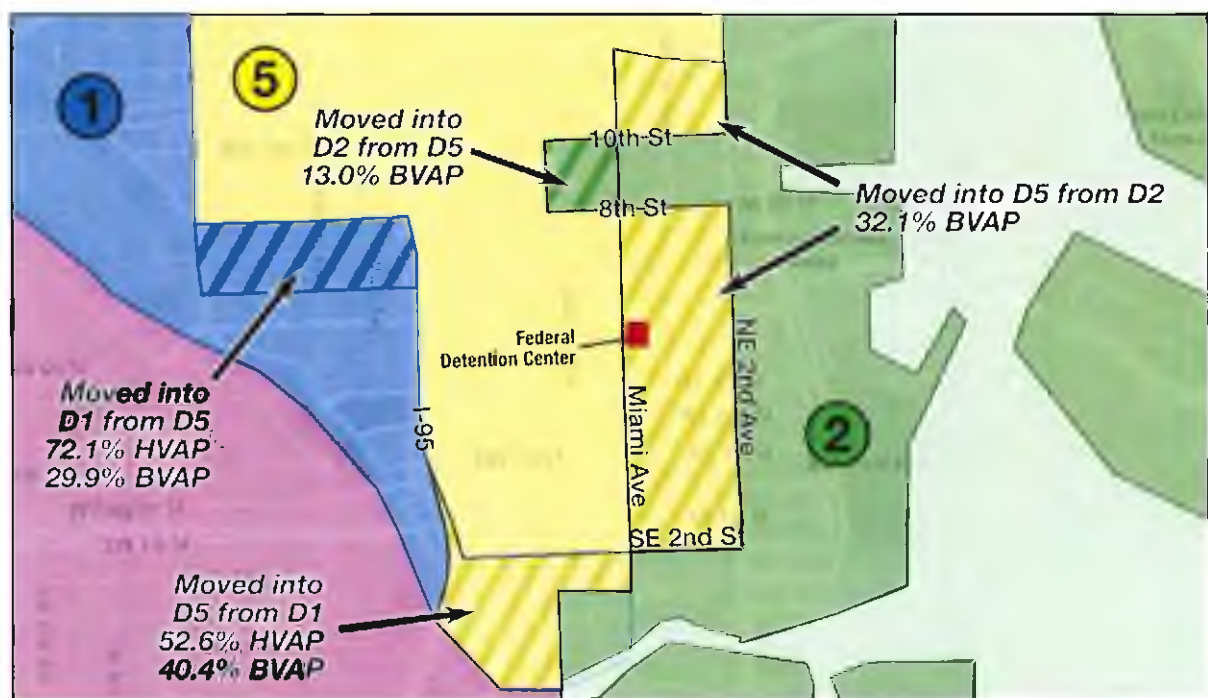 1
5
Moved into
D2 from D5
13.0% BVAP
10th St
8th St
Moved into D5 from D2
32.1% BVAP
Federal
Detention Center
Moved into
D1 from D5
72.1% HVAP
29.9% BVAP
I-95
Miami Ave
NE 2nd Ave
2
SE 2nd St
Moved into
D5 from D1
52.6% HVAP
40.4% BVAP